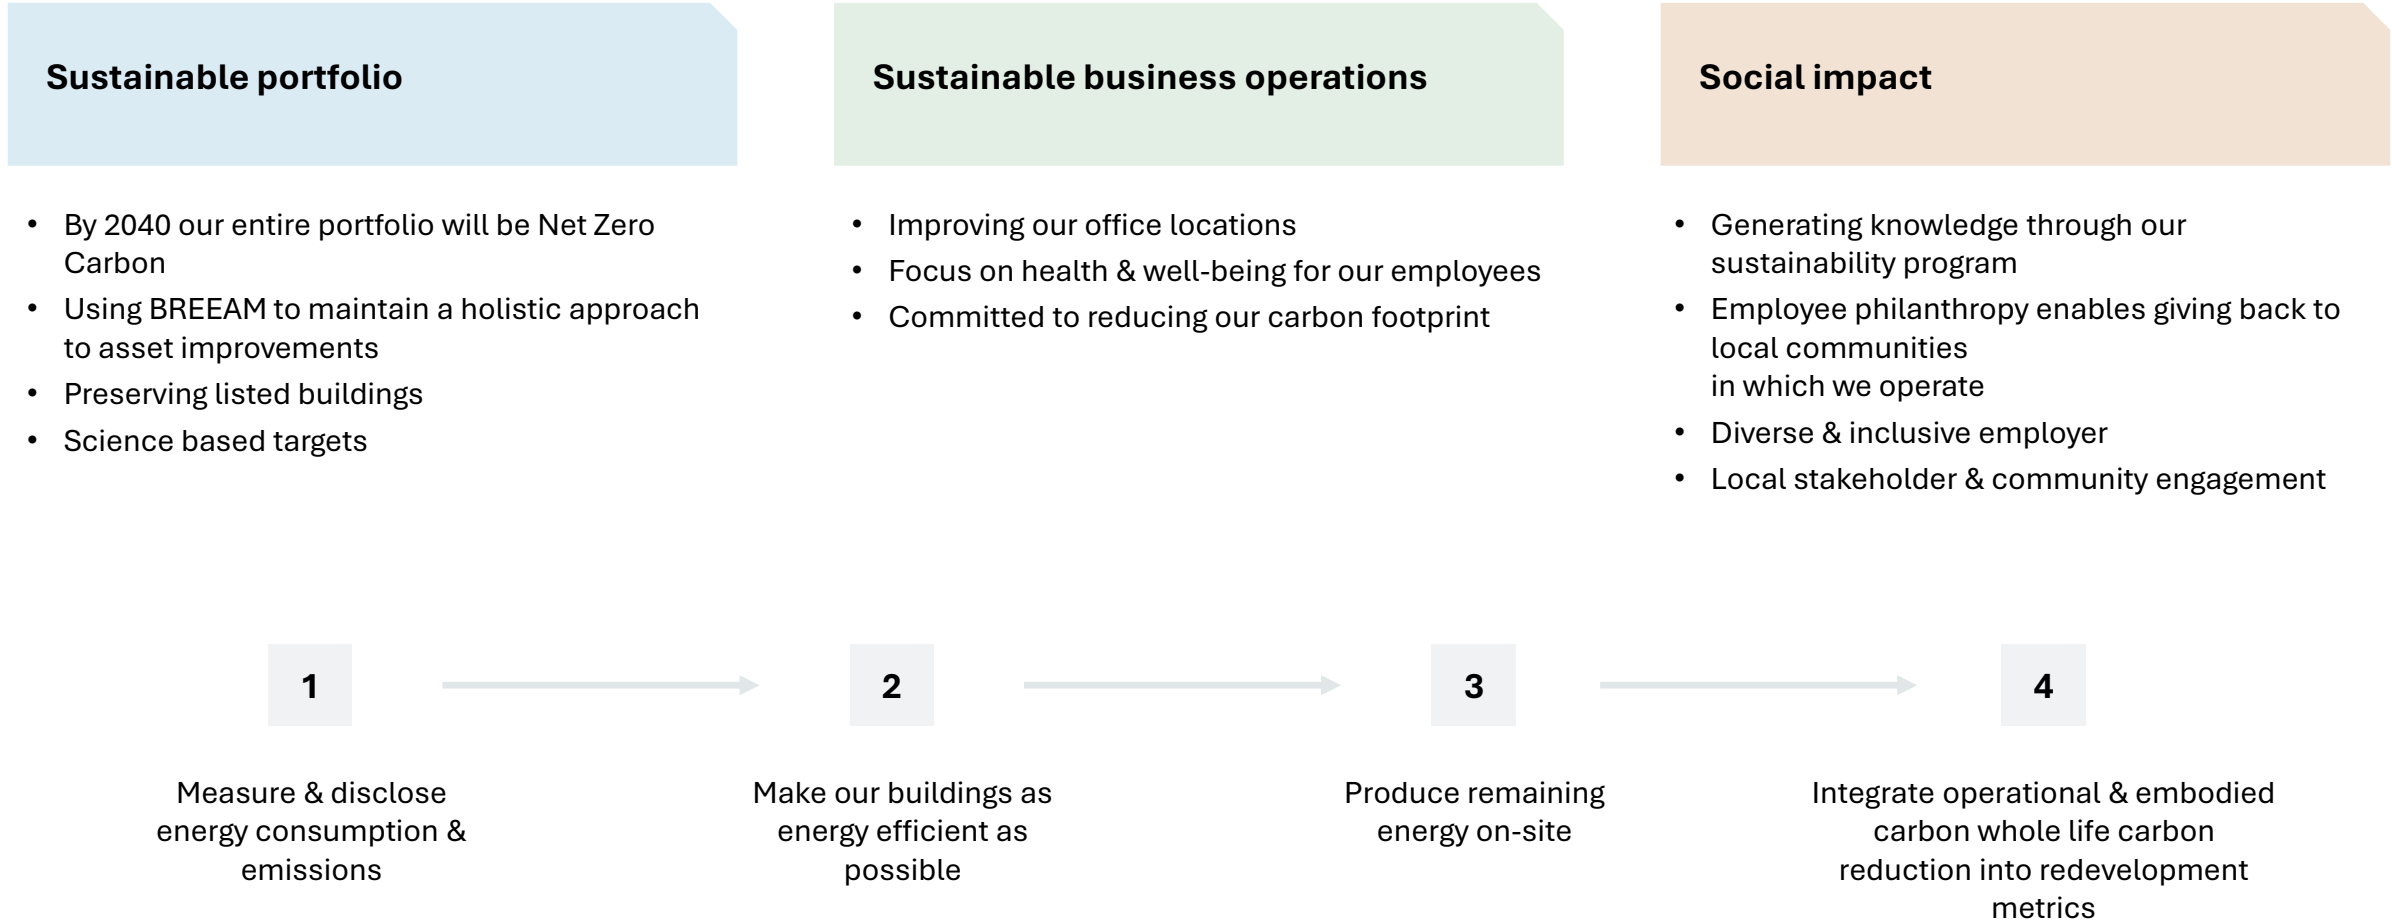 Sustainable portfolio
• By 2040 our entire portfolio will be Net Zero
Carbon
• Using BREEAM to maintain a holistic approach
to asset improvements
• Preserving listed buildings
• Science based targets
Sustainable business operations
• Improving our office locations
• Focus on health & well-being for our employees
• Committed to reducing our carbon footprint
Social impact
• Generating knowledge through our
sustainability program
• Employee philanthropy enables giving back to
local communities
in which we operate
• Diverse & inclusive employer
• Local stakeholder & community engagement
1
Measure & disclose
energy consumption &
emissions
2
Make our buildings as
energy efficient as
possible
3
Produce remaining
energy on-site
4
Integrate operational & embodied
carbon whole life carbon
reduction into redevelopment
metrics